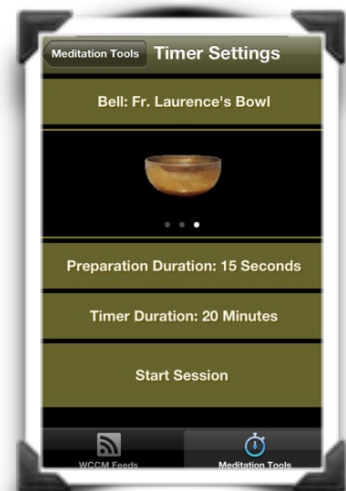 Meditation Tools
Timer Settings
Bell: Fr. Laurence's Bowl
Preparation Duration: 15 Seconds
Timer Duration: 20 Minutes
Start Session
WCCM Feeds
Meditation Tools